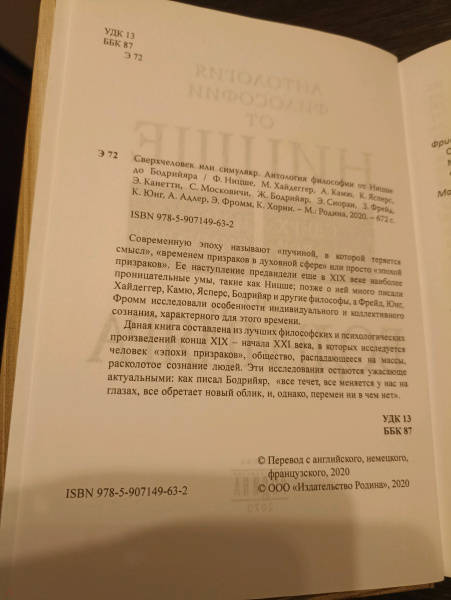 УДК 13
ББК 87
Э 72
Э 72
Сверхчеловек или симулякр. Антология философии от Ницше
до Бодрийяра / Ф. Ницше, М. Хайдеггер, А. Камю, К. Ясперс,
Э. Канетти, С. Московичи, Ж. Бодрийяр, Э. Сиоран, З. Фрейд,
К. Юнг, А. Адлер, Э. Фромм, К. Хорни. – М.: Родина, 2020. – 672 с.
ISBN 978-5-907149-63-2
Современную эпоху называют «пучиной, в которой теряется
смысл», «временем призраков в духовной сфере» или просто «эпохой
призраков». Ее наступление предвидели еще в XIX веке наиболее
проницательные умы, такие как Ницше; позже о ней много писали
Хайдеггер, Камю, Ясперс, Бодрийяр и другие философы, а Фрейд, Юнг,
Фромм исследовали особенности индивидуального и коллективного
сознания, характерного для этого времени.
Даная книга составлена из лучших философских и психологических
произведений конца XIX – начала XXI века, в которых исследуется
человек «эпохи призраков», общество, распадающееся на массы,
расколотое сознание людей. Эти исследования остаются ужасающе
актуальными: как писал Бодрийяр, «все течет, все меняется у нас на
глазах, все обретает новый облик, и, однако, перемен ни в чем нет».
УДК 13
ББК 87
© Перевод с английского, немецкого,
французского, 2020
ISBN 978-5-907149-63-2
© ООО «Издательство Родина», 2020